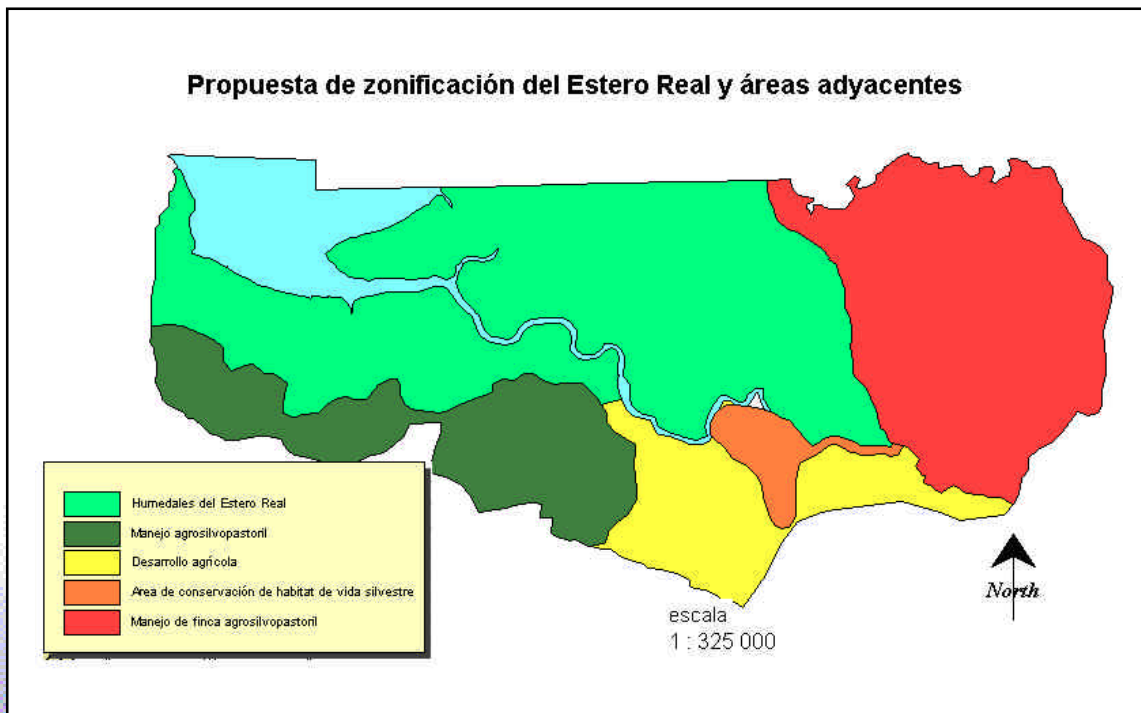 Propuesta de zonificación del Estero Real y áreas adyacentes
Humedales del Estero Real
Manejo agrosilvopastoril
Desarrollo agrícola
Area de conservación de habitat de vida silvestre
Manejo de finca agrosilvopastoril
escala
1 : 325 000
North